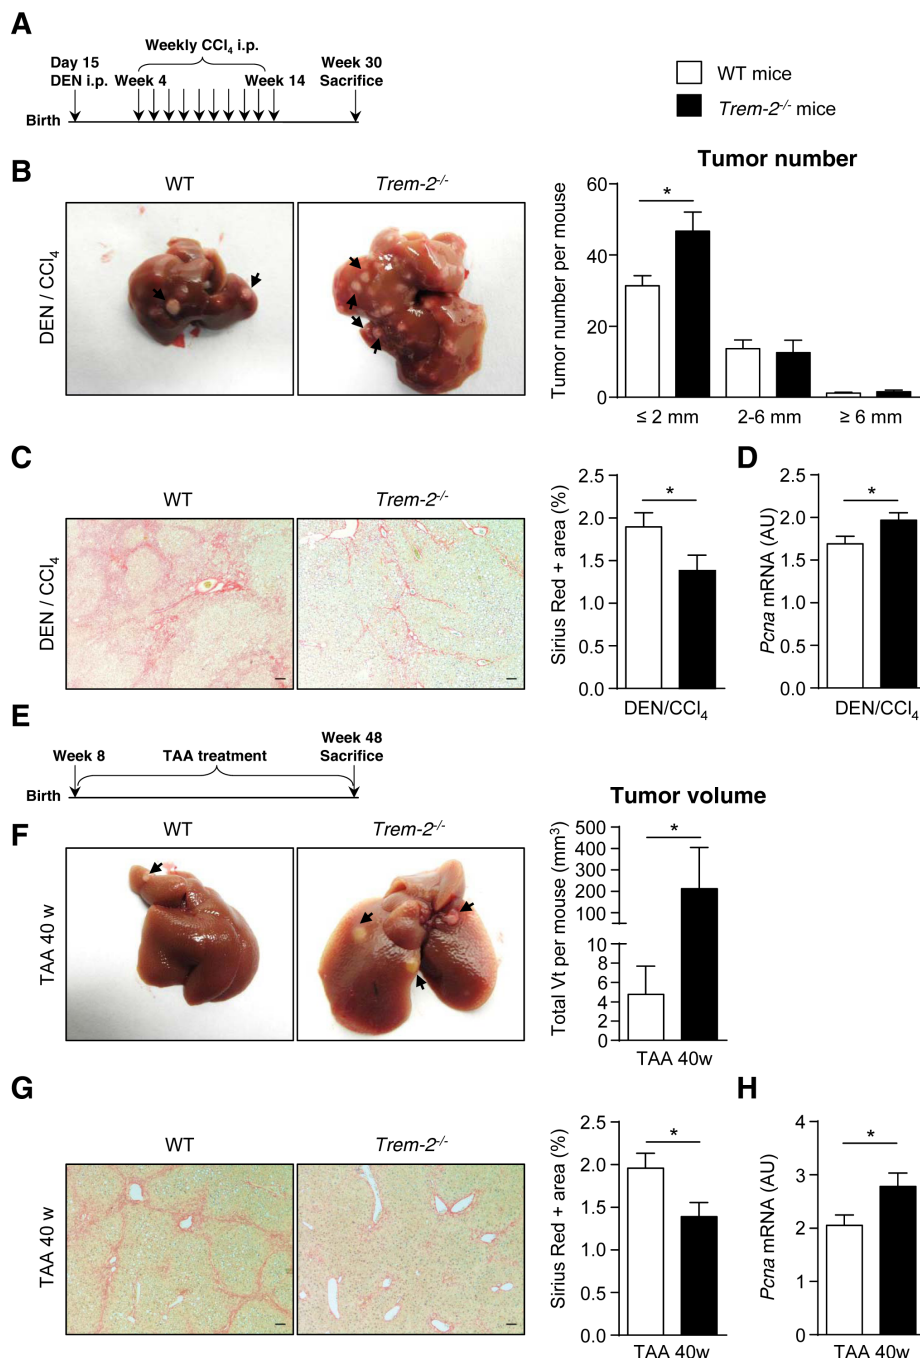 A
Weekly CCl4 i.p.
Day 15
DEN i.p.
Week 4
Week 14
Week 30
Sacrifice
Birth
WT mice
Trem-2-/- mice
B
WT
Trem-2-/-
DEN / CCl4
Tumor number
Tumor number per mouse
60
40
20
0
*
≤ 2 mm
2-6 mm
≥ 6 mm
C
WT
Trem-2-/-
DEN / CCl4
Sirius Red + area (%)
2.5
2.0
1.5
1.0
0.5
0.0
*
DEN/CCl4
D
Pcna mRNA (AU)
2.5
2.0
1.5
1.0
0.5
0.0
*
DEN/CCl4
E
Week 8
TAA treatment
Week 48
Sacrifice
Birth
F
WT
Trem-2-/-
TAA 40 w
Tumor volume
Total Vt per mouse (mm3)
500
400
300
200
100
10
8
6
4
2
0
*
TAA 40w
G
WT
Trem-2-/-
TAA 40 w
Sirius Red + area (%)
2.5
2.0
1.5
1.0
0.5
0.0
*
TAA 40w
H
Pcna mRNA (AU)
4
3
2
1
0
*
TAA 40w